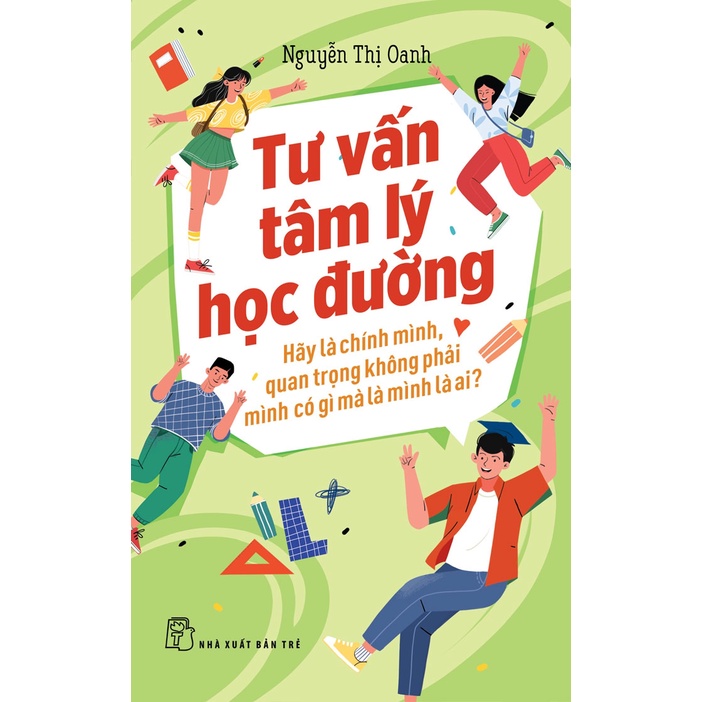 Nguyễn Thị Oanh
Tư vấn
tâm lý
học đường
Hãy là chính mình,
quan trọng không phải
mình có gì mà là mình là ai?
NHÀ XUẤT BẢN TRẺ